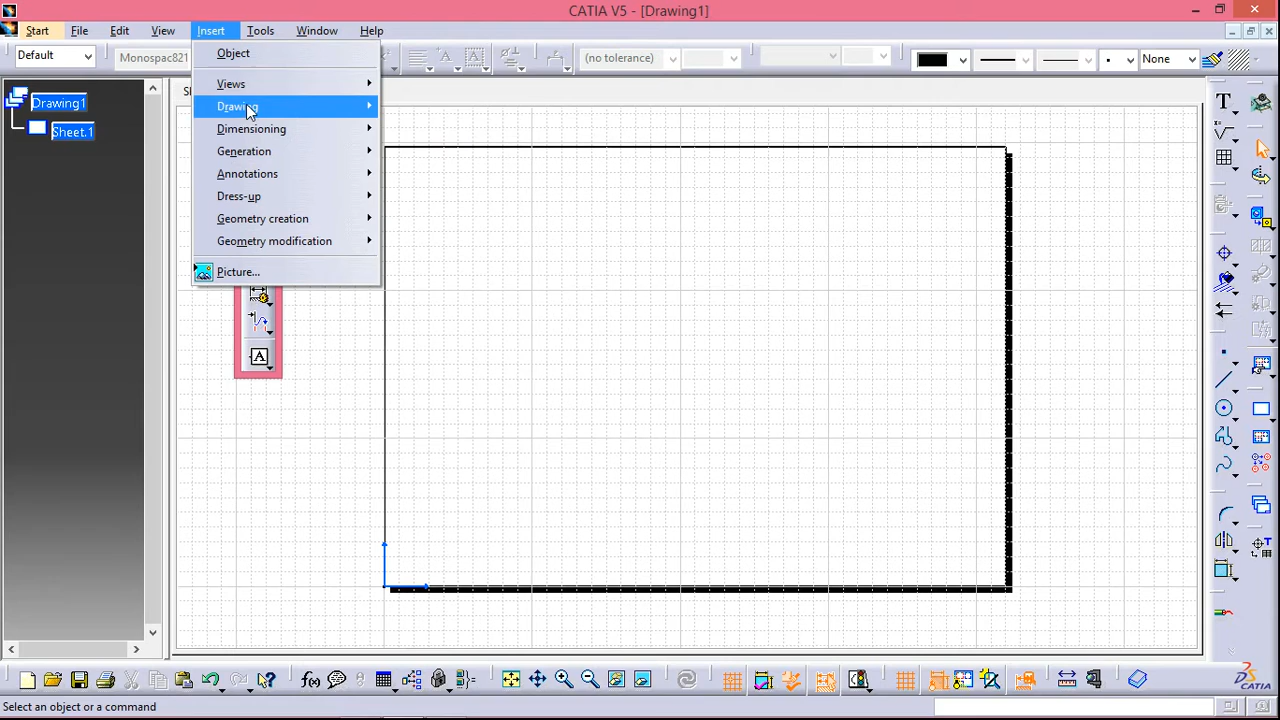 CATIA V5 - [Drawing1]
Start File Edit View Insert Tools Window Help
Default
(no tolerance)
None
Object
Views
Drawing
Dimensioning
Generation
Annotations
Dress-up
Geometry creation
Geometry modification
Picture...
Drawing1
Sheet.1
A
Select an object or a command
CATIA